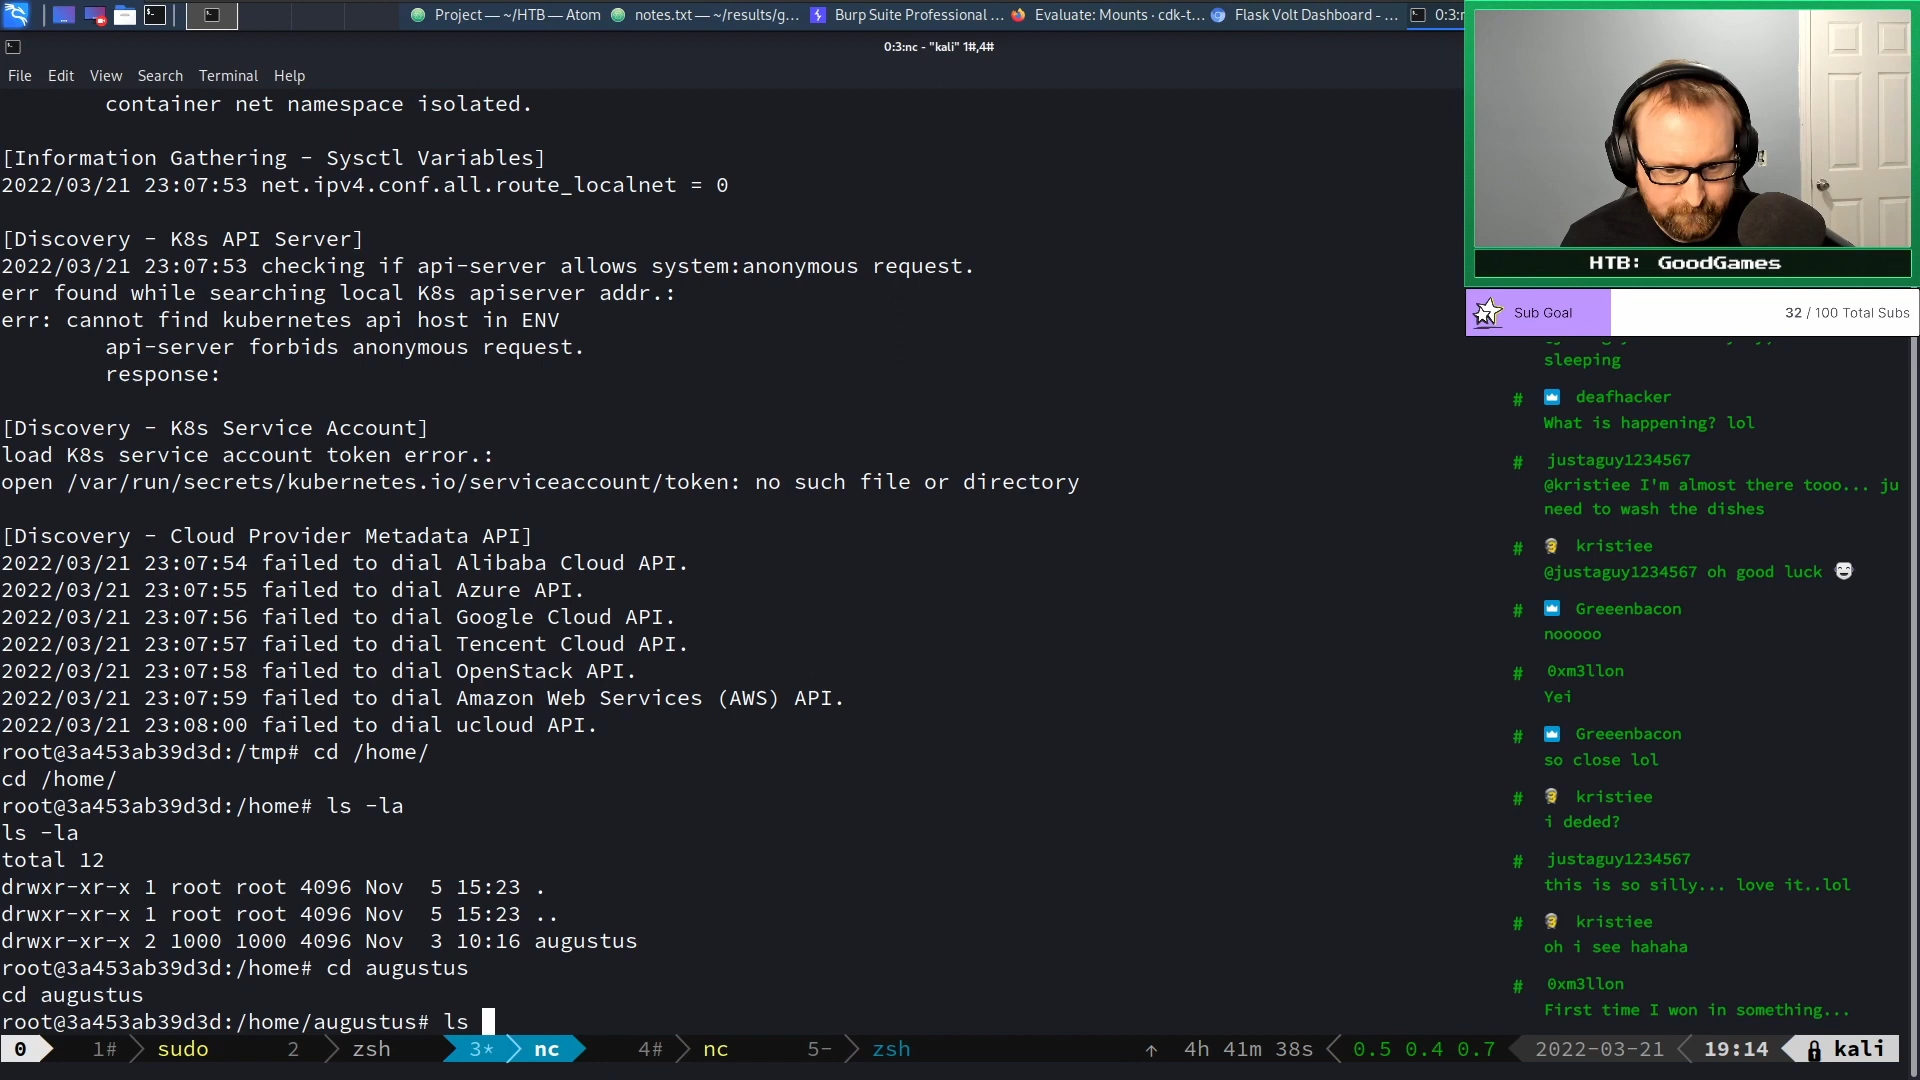 Project — ~/HTB — Atom
notes.txt — ~/results/g...
Burp Suite Professional ...
Evaluate: Mounts · cdk-t...
Flask Volt Dashboard - ...
0:3:n
0:3:nc - "kali" 1#,4#
File Edit View Search Terminal Help
container net namespace isolated.
[Information Gathering - Sysctl Variables]
2022/03/21 23:07:53 net.ipv4.conf.all.route_localnet = 0
[Discovery - K8s API Server]
2022/03/21 23:07:53 checking if api-server allows system:anonymous request.
err found while searching local K8s apiserver addr.:
err: cannot find kubernetes api host in ENV
api-server forbids anonymous request.
response:
[Discovery - K8s Service Account]
load K8s service account token error.:
open /var/run/secrets/kubernetes.io/serviceaccount/token: no such file or directory
[Discovery - Cloud Provider Metadata API]
2022/03/21 23:07:54 failed to dial Alibaba Cloud API.
2022/03/21 23:07:55 failed to dial Azure API.
2022/03/21 23:07:56 failed to dial Google Cloud API.
2022/03/21 23:07:57 failed to dial Tencent Cloud API.
2022/03/21 23:07:58 failed to dial OpenStack API.
2022/03/21 23:07:59 failed to dial Amazon Web Services (AWS) API.
2022/03/21 23:08:00 failed to dial ucloud API.
root@3a453ab39d3d:/tmp# cd /home/
cd /home/
root@3a453ab39d3d:/home# ls -la
ls -la
total 12
drwxr-xr-x 1 root root 4096 Nov  5 15:23 .
drwxr-xr-x 1 root root 4096 Nov  5 15:23 ..
drwxr-xr-x 2 1000 1000 4096 Nov  3 10:16 augustus
root@3a453ab39d3d:/home# cd augustus
cd augustus
root@3a453ab39d3d:/home/augustus# ls
0 1# sudo 2 zsh 3* nc 4# nc 5- zsh ↑ 4h 41m 38s 0.5 0.4 0.7 2022-03-21 19:14 kali
HTB: GoodGames
Sub Goal 32 / 100 Total Subs
sleeping
# deafhacker
What is happening? lol
# justaguy1234567
@kristiee I'm almost there tooo... ju
need to wash the dishes
# kristiee
@justaguy1234567 oh good luck
# Greeenbacon
nooooo
# 0xm3llon
Yei
# Greeenbacon
so close lol
# kristiee
i deded?
# justaguy1234567
this is so silly... love it..lol
# kristiee
oh i see hahaha
# 0xm3llon
First time I won in something...